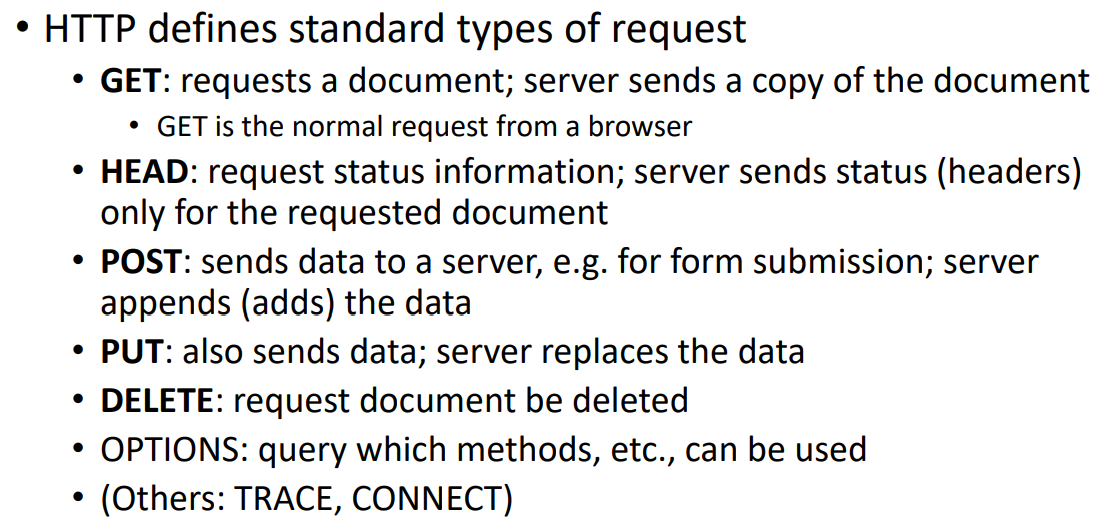 • HTTP defines standard types of request
• GET: requests a document; server sends a copy of the document
• GET is the normal request from a browser
• HEAD: request status information; server sends status (headers)
only for the requested document
• POST: sends data to a server, e.g. for form submission; server
appends (adds) the data
• PUT: also sends data; server replaces the data
• DELETE: request document be deleted
• OPTIONS: query which methods, etc., can be used
• (Others: TRACE, CONNECT)